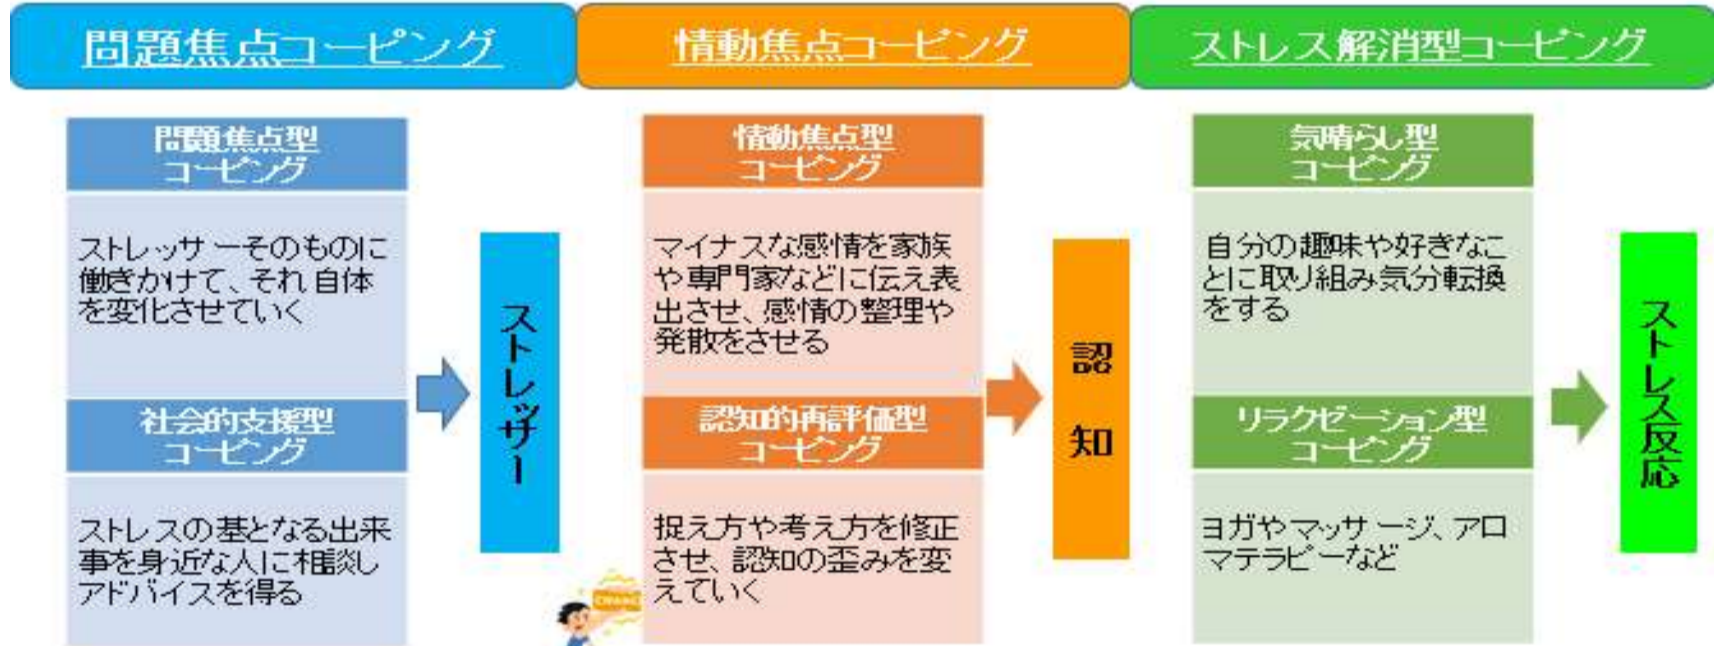 問題焦点コーピング
情動焦点コーピング
ストレス解消型コーピング
問題焦点型
コーピング
ストレッサーそのものに
働きかけて、それ自体
を変化させていく
社会的支援型
コーピング
ストレスの基となる出来
事を身近な人に相談し
アドバイスを得る
ストレッサー
情動焦点型
コーピング
マイナスな感情を家族
や専門家などに伝え表
出させ、感情の整理や
発散をさせる
認知的再評価型
コーピング
捉え方や考え方を修正
させ、認知の歪みを変
えていく
認知
気晴らし型
コーピング
自分の趣味や好きなこ
とに取り組み気分転換
をする
リラクゼーション型
コーピング
ヨガやマッサージ、アロ
マテラピーなど
ストレス反応